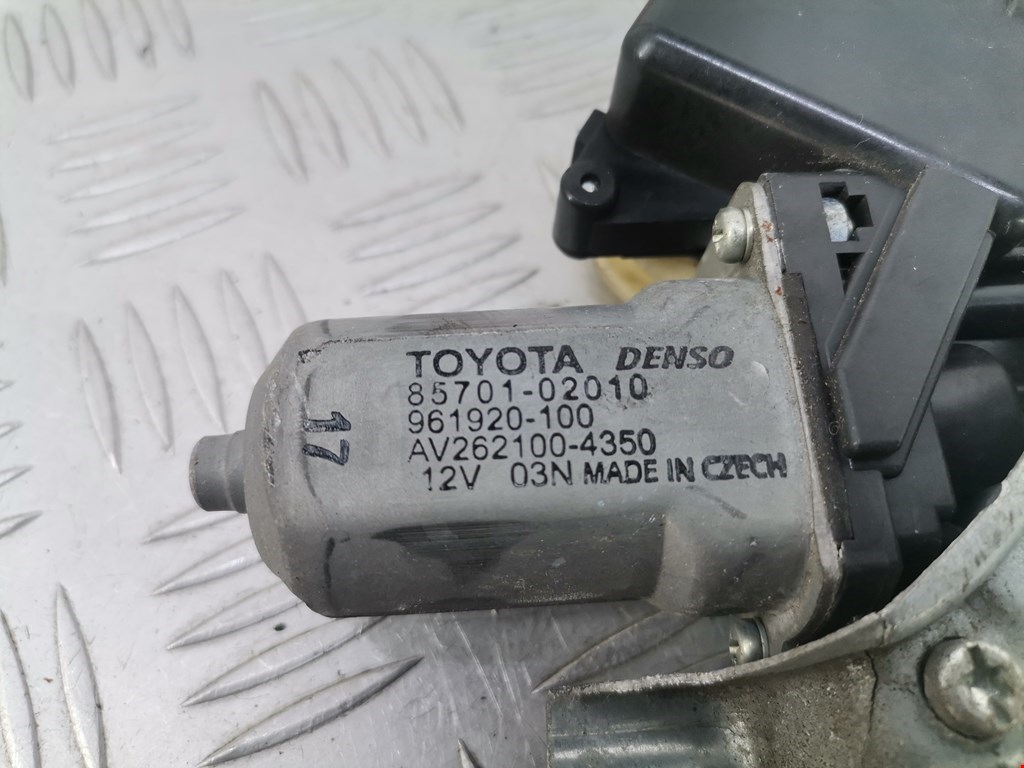 TOYOTA DENSO
85701-02010
961920-100
AV262100-4350
12V 03N MADE IN CZECH
17